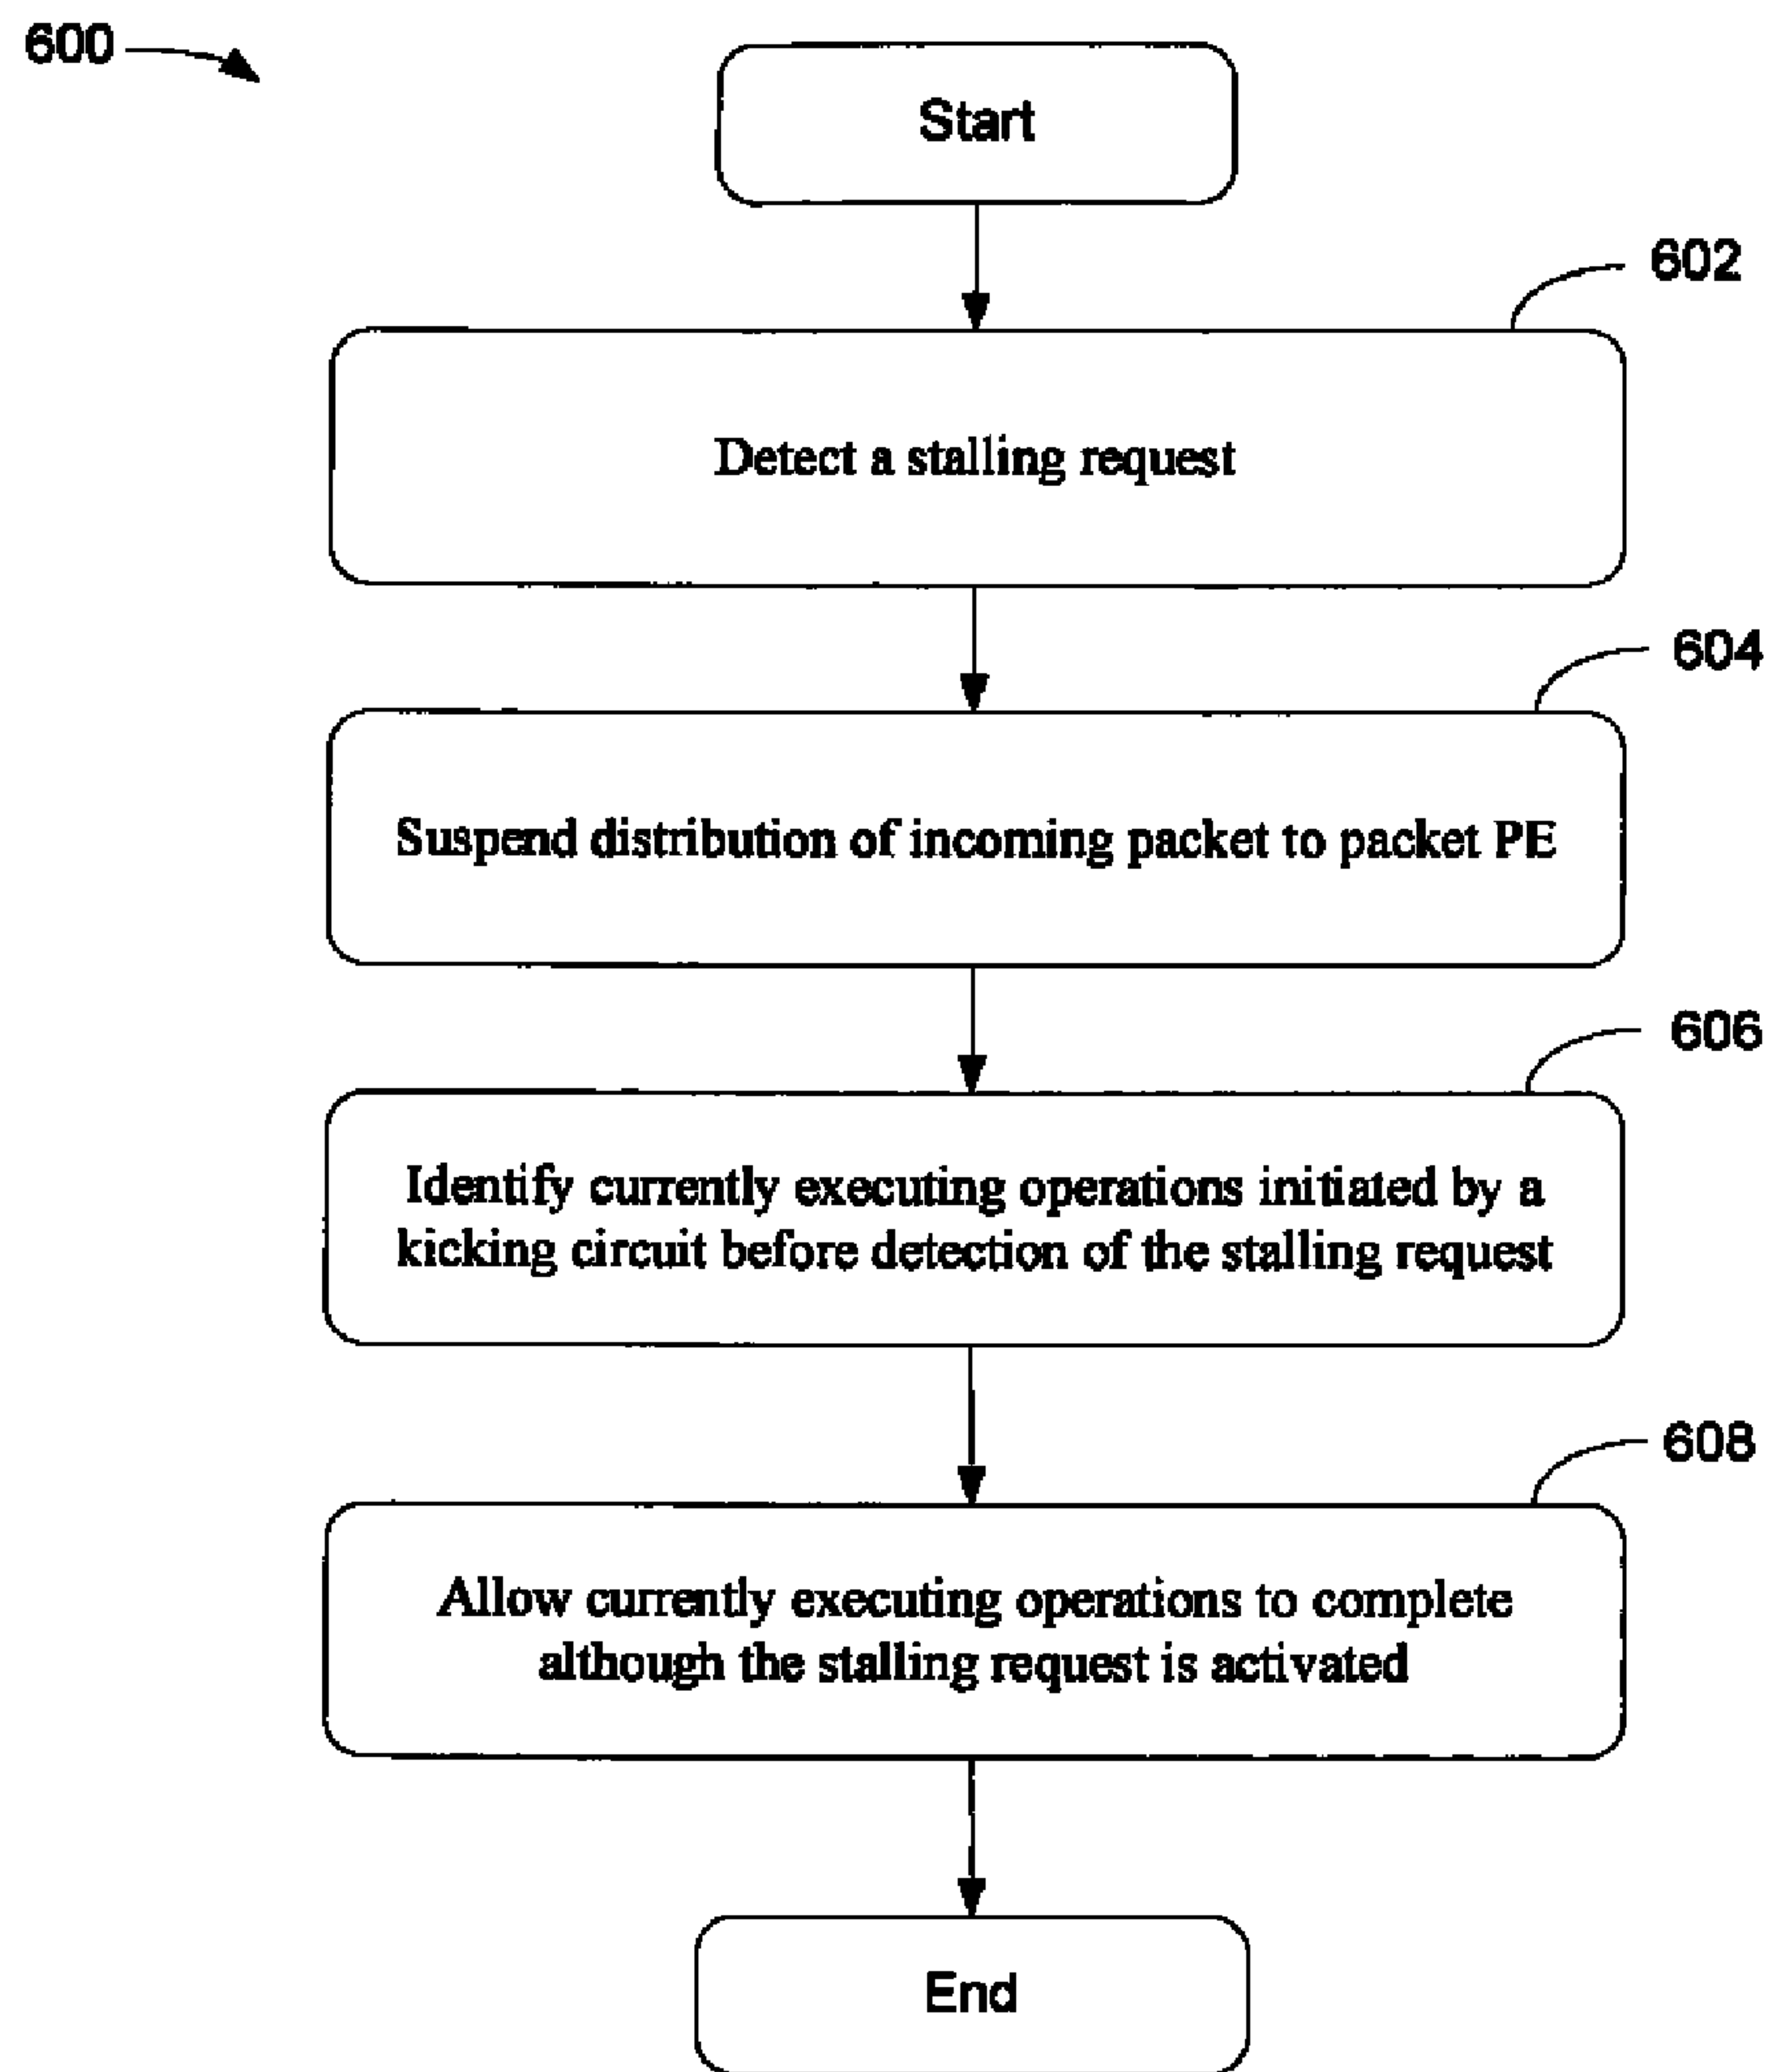 600
Start
602
Detect a stalling request
604
Suspend distribution of incoming packet to packet PE
606
Identify currently executing operations initiated by a
kicking circuit before detection of the stalling request
608
Allow currently executing operations to complete
although the stalling request is activated
End